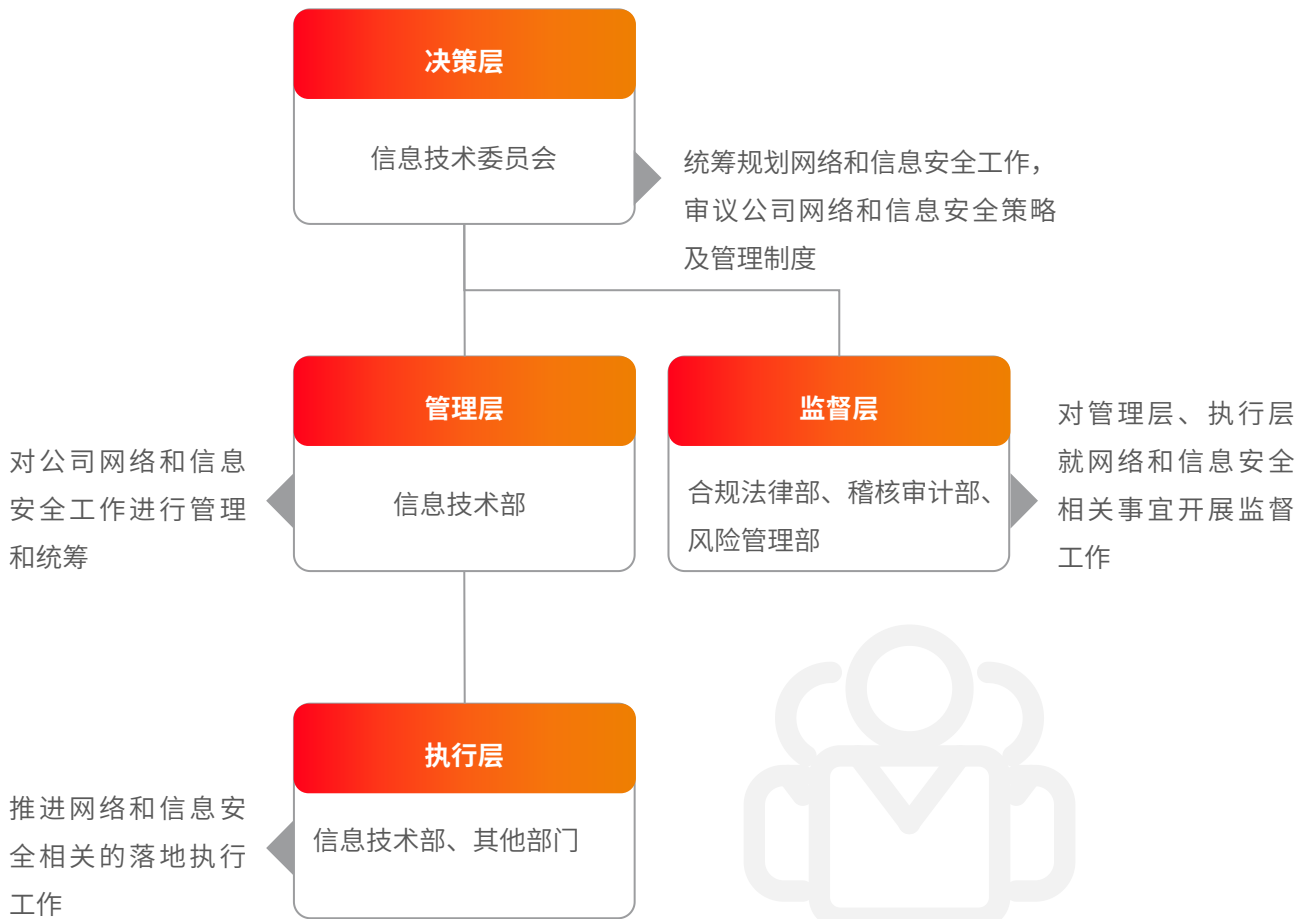 决策层
信息技术委员会
统筹规划网络和信息安全工作，
审议公司网络和信息安全策略
及管理制度
管理层
信息技术部
对公司网络和信息
安全工作进行管理
和统筹
监督层
合规法律部、稽核审计部、
风险管理部
对管理层、执行层
就网络和信息安全
相关事宜开展监督
工作
执行层
信息技术部、其他部门
推进网络和信息安
全相关的落地执行
工作